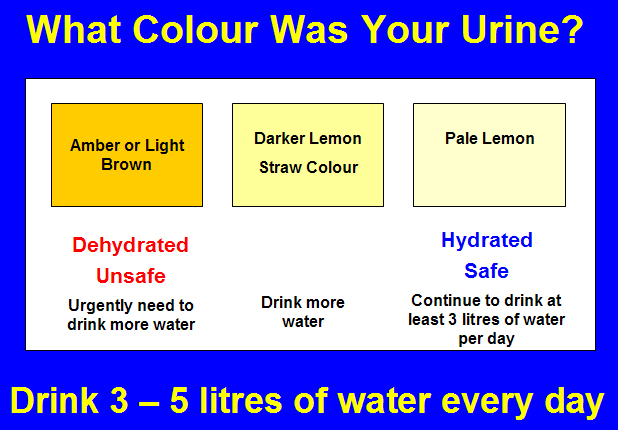 What Colour Was Your Urine?
Amber or Light
Brown
Darker Lemon
Straw Colour
Pale Lemon
Dehydrated
Unsafe
Urgently need to
drink more water
Drink more
water
Hydrated
Safe
Continue to drink at
least 3 litres of water
per day
Drink 3 – 5 litres of water every day